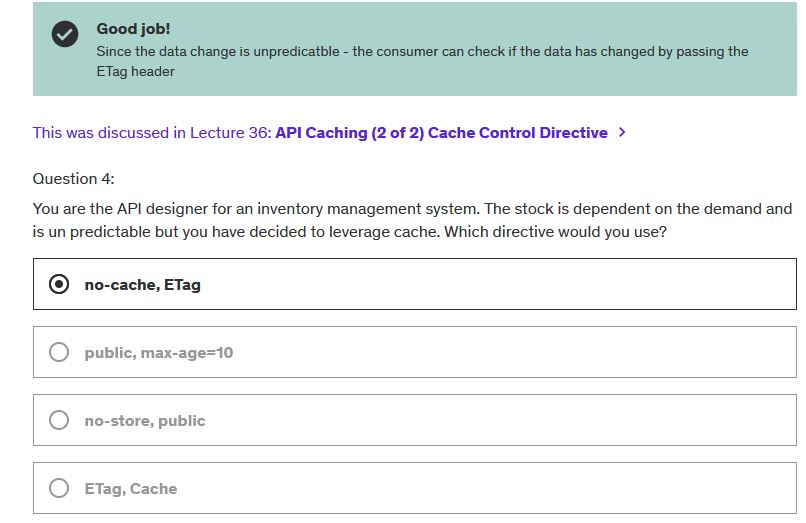 Good job!
Since the data change is unpredicatble - the consumer can check if the data has changed by passing the
ETag header
This was discussed in Lecture 36: API Caching (2 of 2) Cache Control Directive >
Question 4:
You are the API designer for an inventory management system. The stock is dependent on the demand and
is un predictable but you have decided to leverage cache. Which directive would you use?
no-cache, ETag
public, max-age=10
no-store, public
ETag, Cache